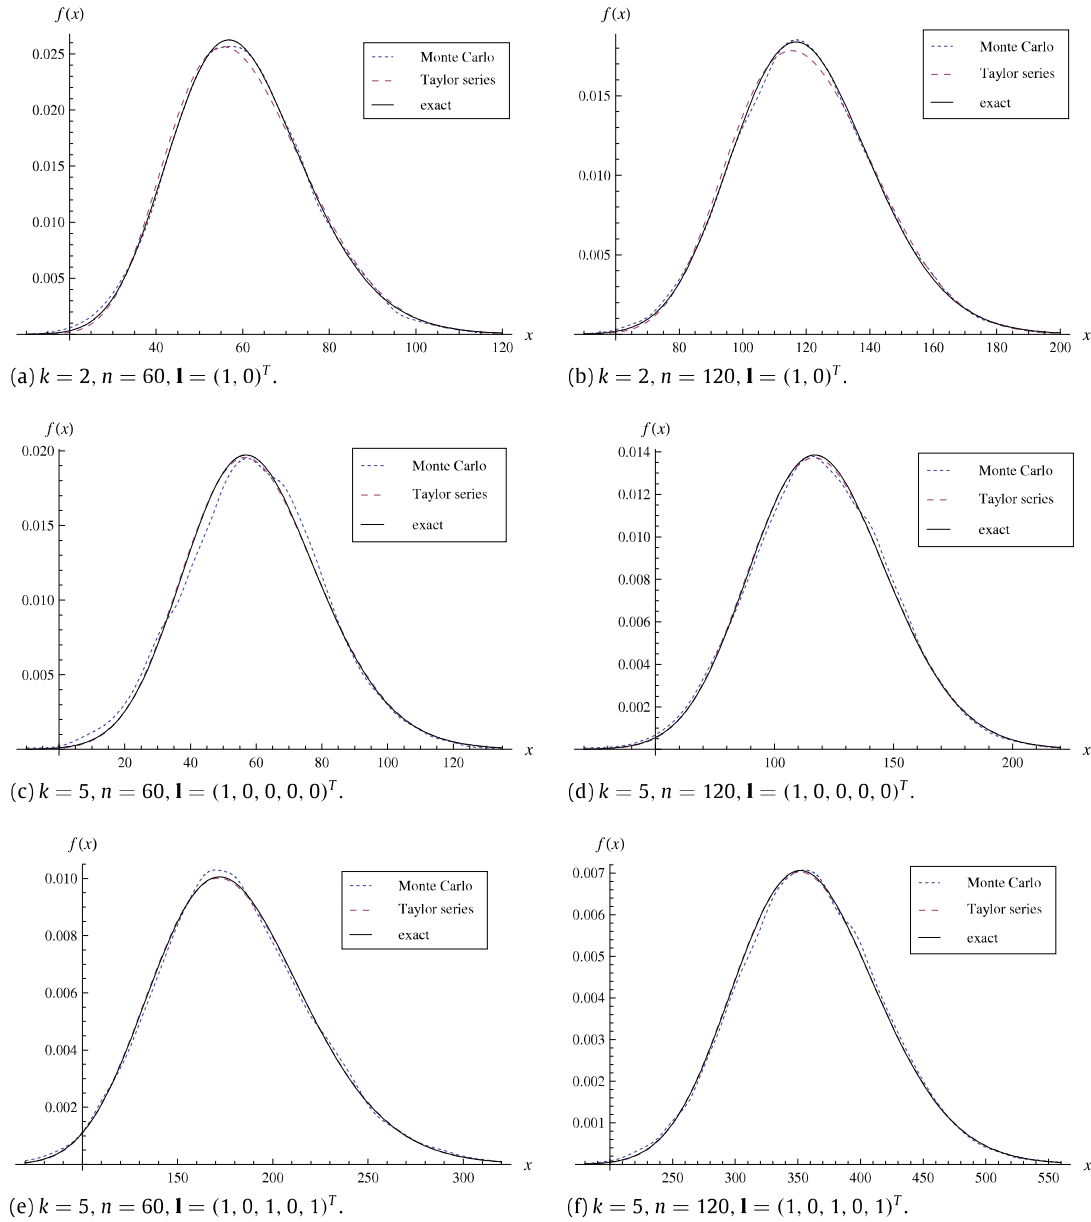 f(x)
0.025
0.020
0.015
0.010
0.005
40 60 80 100 120 x
Monte Carlo
Taylor series
exact
(a) k = 2, n = 60, l = (1, 0)^T.
f(x)
0.015
0.010
0.005
80 100 120 140 160 180 200 x
Monte Carlo
Taylor series
exact
(b) k = 2, n = 120, l = (1, 0)^T.
f(x)
0.020
0.015
0.010
0.005
20 40 60 80 100 120 x
Monte Carlo
Taylor series
exact
(c) k = 5, n = 60, l = (1, 0, 0, 0, 0)^T.
f(x)
0.014
0.012
0.010
0.008
0.006
0.004
0.002
100 150 200 x
Monte Carlo
Taylor series
exact
(d) k = 5, n = 120, l = (1, 0, 0, 0, 0)^T.
f(x)
0.010
0.008
0.006
0.004
0.002
150 200 250 300 x
Monte Carlo
Taylor series
exact
(e) k = 5, n = 60, l = (1, 0, 1, 0, 1)^T.
f(x)
0.007
0.006
0.005
0.004
0.003
0.002
0.001
250 300 350 400 450 500 550 x
Monte Carlo
Taylor series
exact
(f) k = 5, n = 120, l = (1, 0, 1, 0, 1)^T.